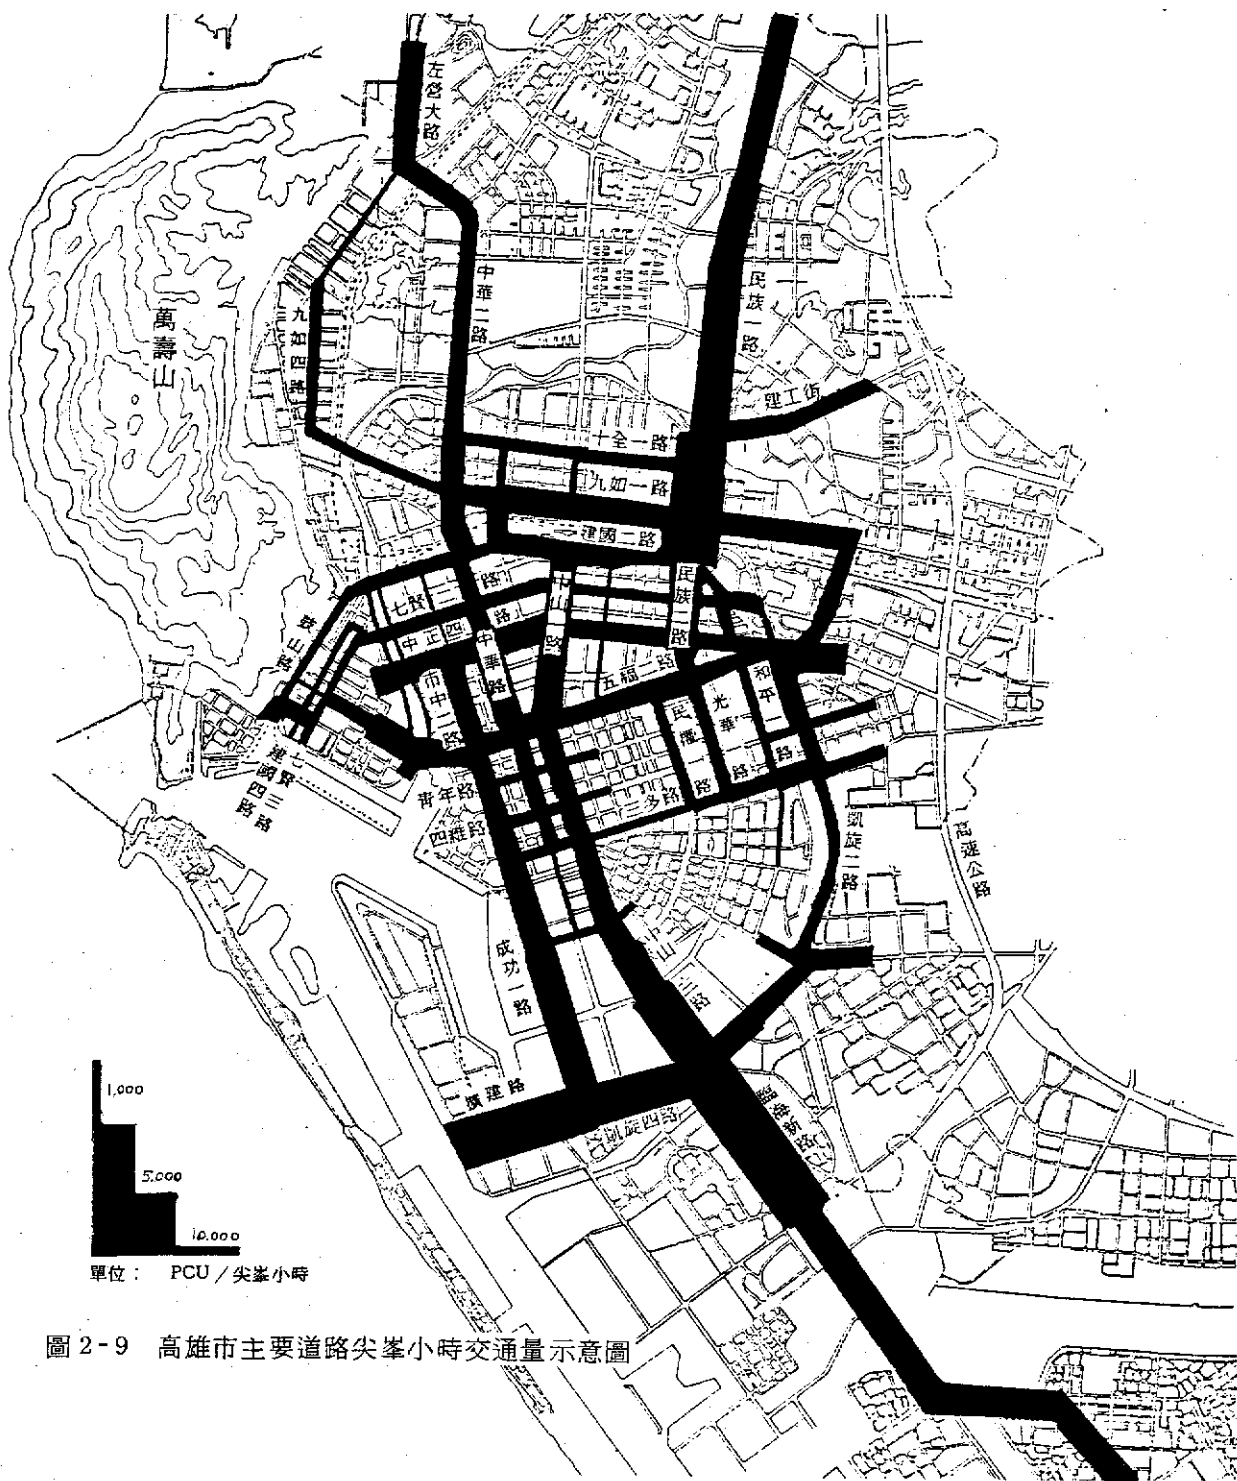 左營大路
中華二路
民族一路
萬壽山
九如四路
建工街
十全一路
九如一路
建國二路
七賢二路
中山一路
民族二路
中正四路
中華路
鼓山路
市中二路
五福一路
和平一路
光華一路
民權一路
七賢三路
建國四路
青年路
四維路
三多路
凱旋二路
高速公路
成功一路
中山三路
擴建路
凱旋四路
臨海新路
1,000
5,000
10,000
單位： PCU／尖峯小時
圖2-9 高雄市主要道路尖峯小時交通量示意圖